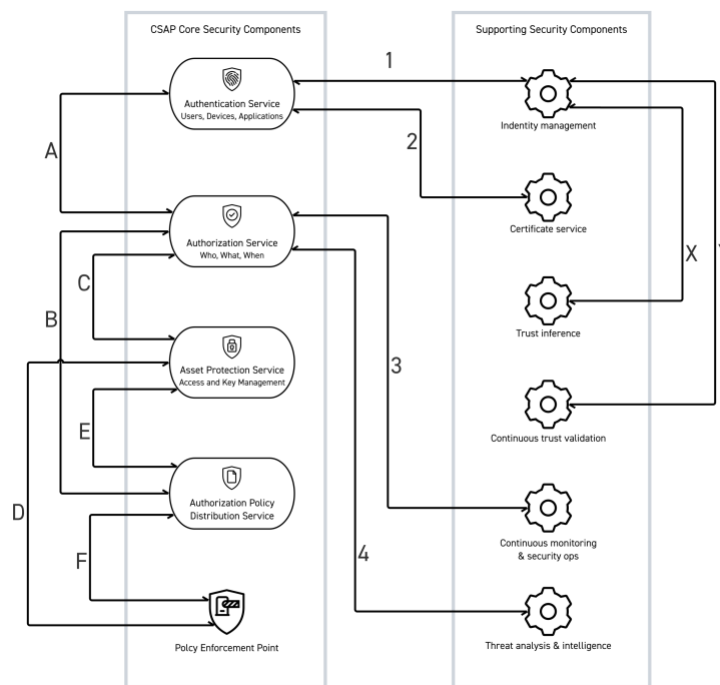 CSAP Core Security Components
Supporting Security Components
1
Authentication Service
Users, Devices, Applications
Indentity management
2
A
Certificate service
Authorization Service
Who, What, When
X
C
B
Trust inference
3
Asset Protection Service
Access and Key Management
E
Continuous trust validation
Authorization Policy
Distribution Service
D
Continuous monitoring
& security ops
F
4
Polcy Enforcement Point
Threat analysis & intelligence